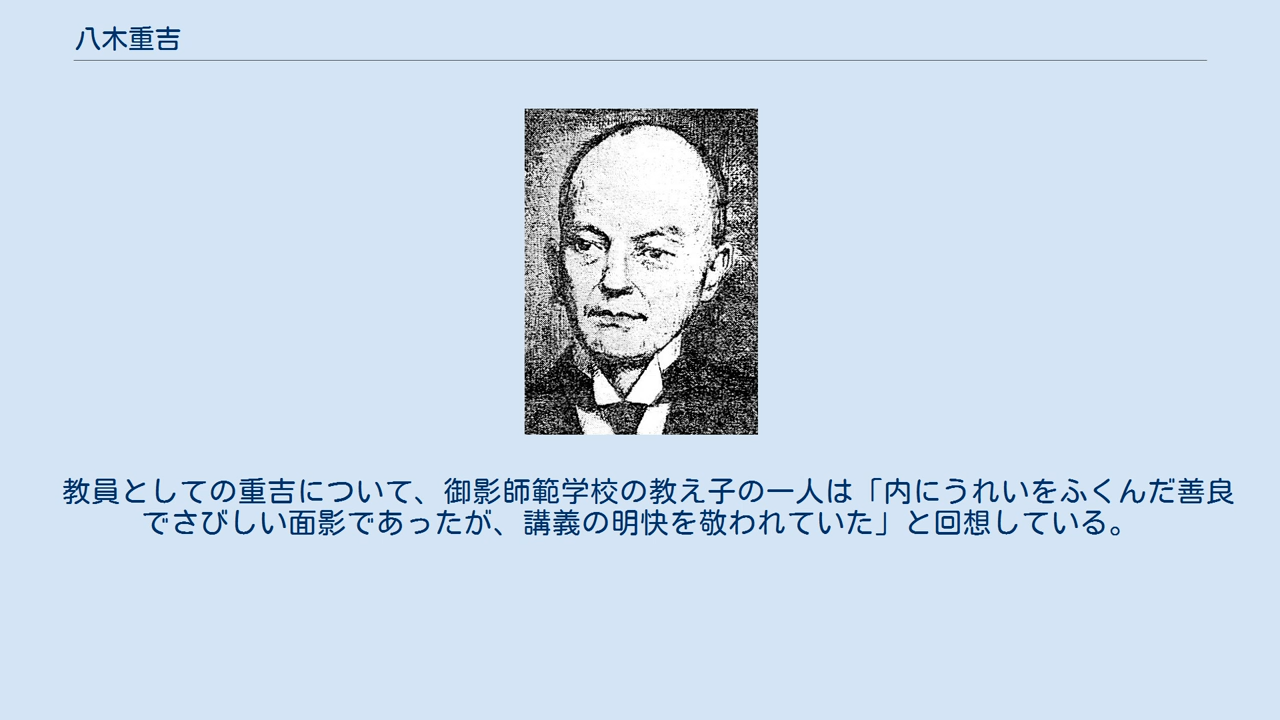 八木重吉
教員としての重吉について、御影師範学校の教え子の一人は「内にうれいをふくんだ善良
でさびしい面影であったが、講義の明快を敬われていた」と回想している。